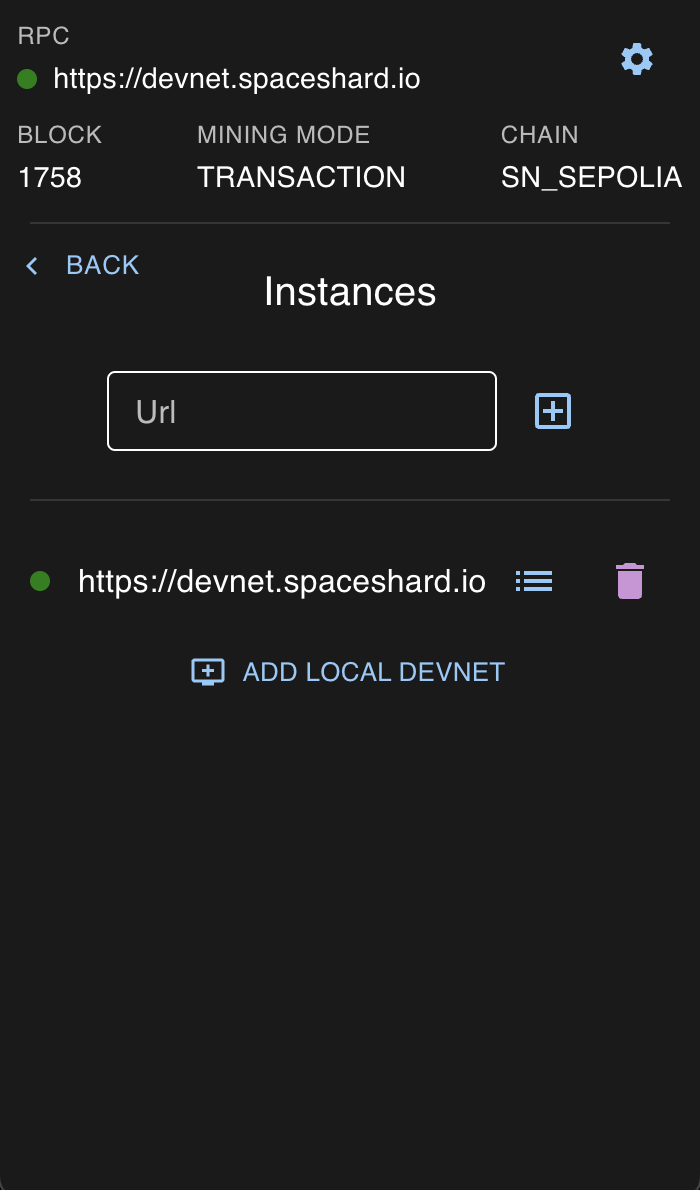 RPC
https://devnet.spaceshard.io
BLOCK MINING MODE CHAIN
1758 TRANSACTION SN_SEPOLIA
BACK
Instances
Url
https://devnet.spaceshard.io
ADD LOCAL DEVNET